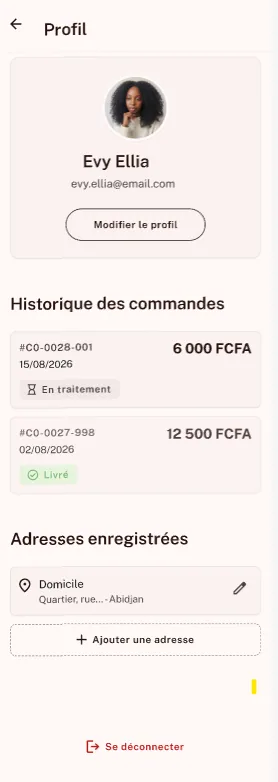 Profil
Evy Ellia
evy.ellia@email.com
Modifier le profil
Historique des commandes
#C0-0028-001
6 000 FCFA
15/08/2026
En traitement
#C0-0027-998
12 500 FCFA
02/08/2026
Livré
Adresses enregistrées
Domicile
Quartier, rue... - Abidjan
Ajouter une adresse
Se déconnecter